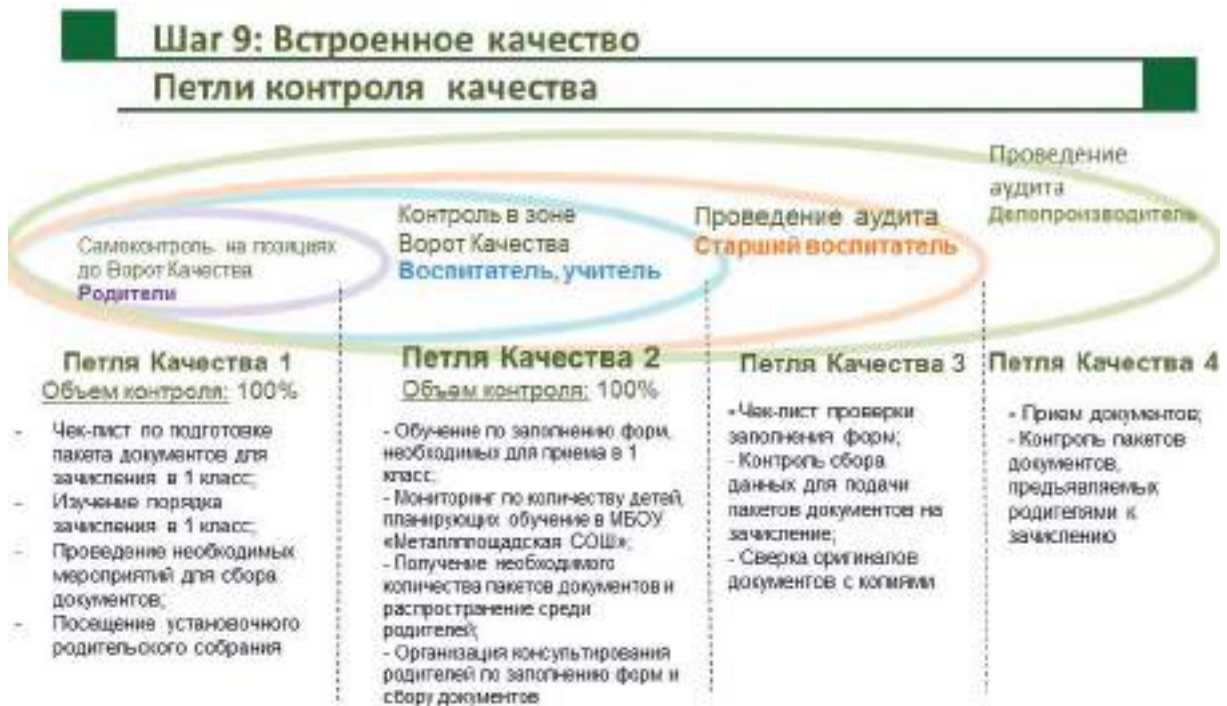 Шаг 9: Встроенное качество
Петли контроля качества
Самоконтроль на позициях
до Ворот Качества
Родители
Контроль в зоне
Ворот Качества
Воспитатель, учитель
Проведение аудита
Старший воспитатель
Проведение
аудита
Делопроизводитель
Петля Качества 1
Объем контроля: 100%
- Чек-лист по подготовке
пакета документов для
зачисления в 1 класс;
- Изучение порядка
зачисления в 1 класс;
- Проведение необходимых
мероприятий для сбора
документов;
- Посещение установочного
родительского собрания
Петля Качества 2
Объем контроля: 100%
- Обучение по заполнению форм,
необходимых для приема в 1
класс;
- Мониторинг по количеству детей,
планирующих обучение в МБОУ
«Металлплощадская СОШ»;
- Получение необходимого
количества пакетов документов и
распространение среди
родителей;
- Организация консультирования
родителей по заполнению форм и
сбору документов
Петля Качества 3
- Чек-лист проверки
заполнения форм;
- Контроль сбора
данных для подачи
пакетов документов на
зачисление;
- Сверка оригиналов
документов с копиями
Петля Качества 4
- Прием документов;
- Контроль пакетов
документов,
предъявляемых
родителями к
зачислению